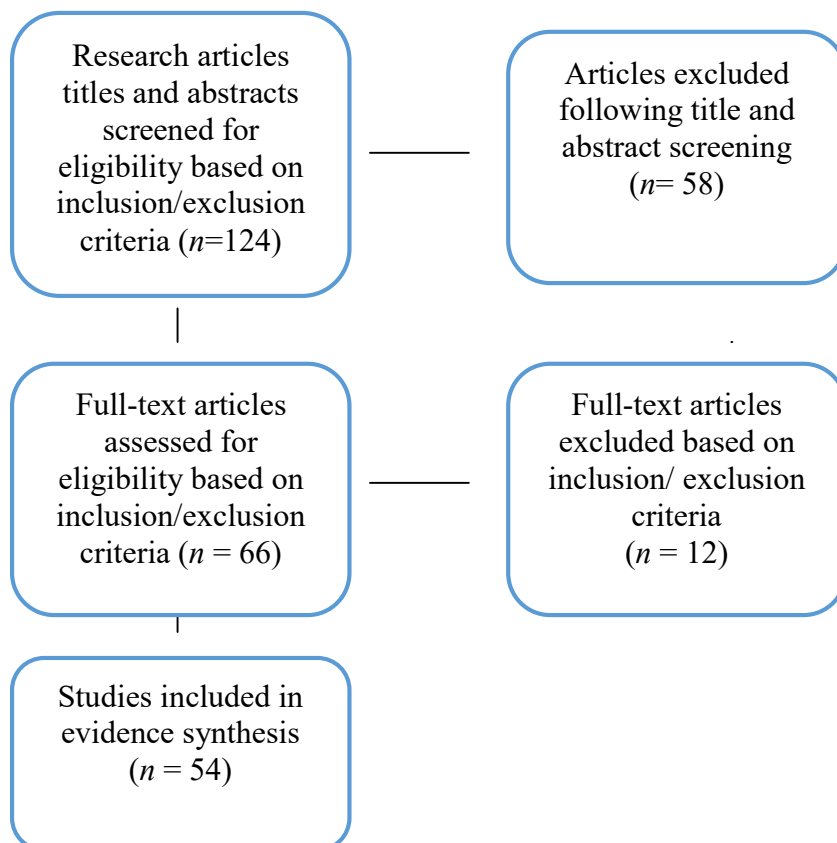 Research articles
titles and abstracts
screened for
eligibility based on
inclusion/exclusion
criteria (n=124)
Articles excluded
following title and
abstract screening
(n= 58)
Full-text articles
assessed for
eligibility based on
inclusion/exclusion
criteria (n = 66)
Full-text articles
excluded based on
inclusion/ exclusion
criteria
(n = 12)
Studies included in
evidence synthesis
(n = 54)